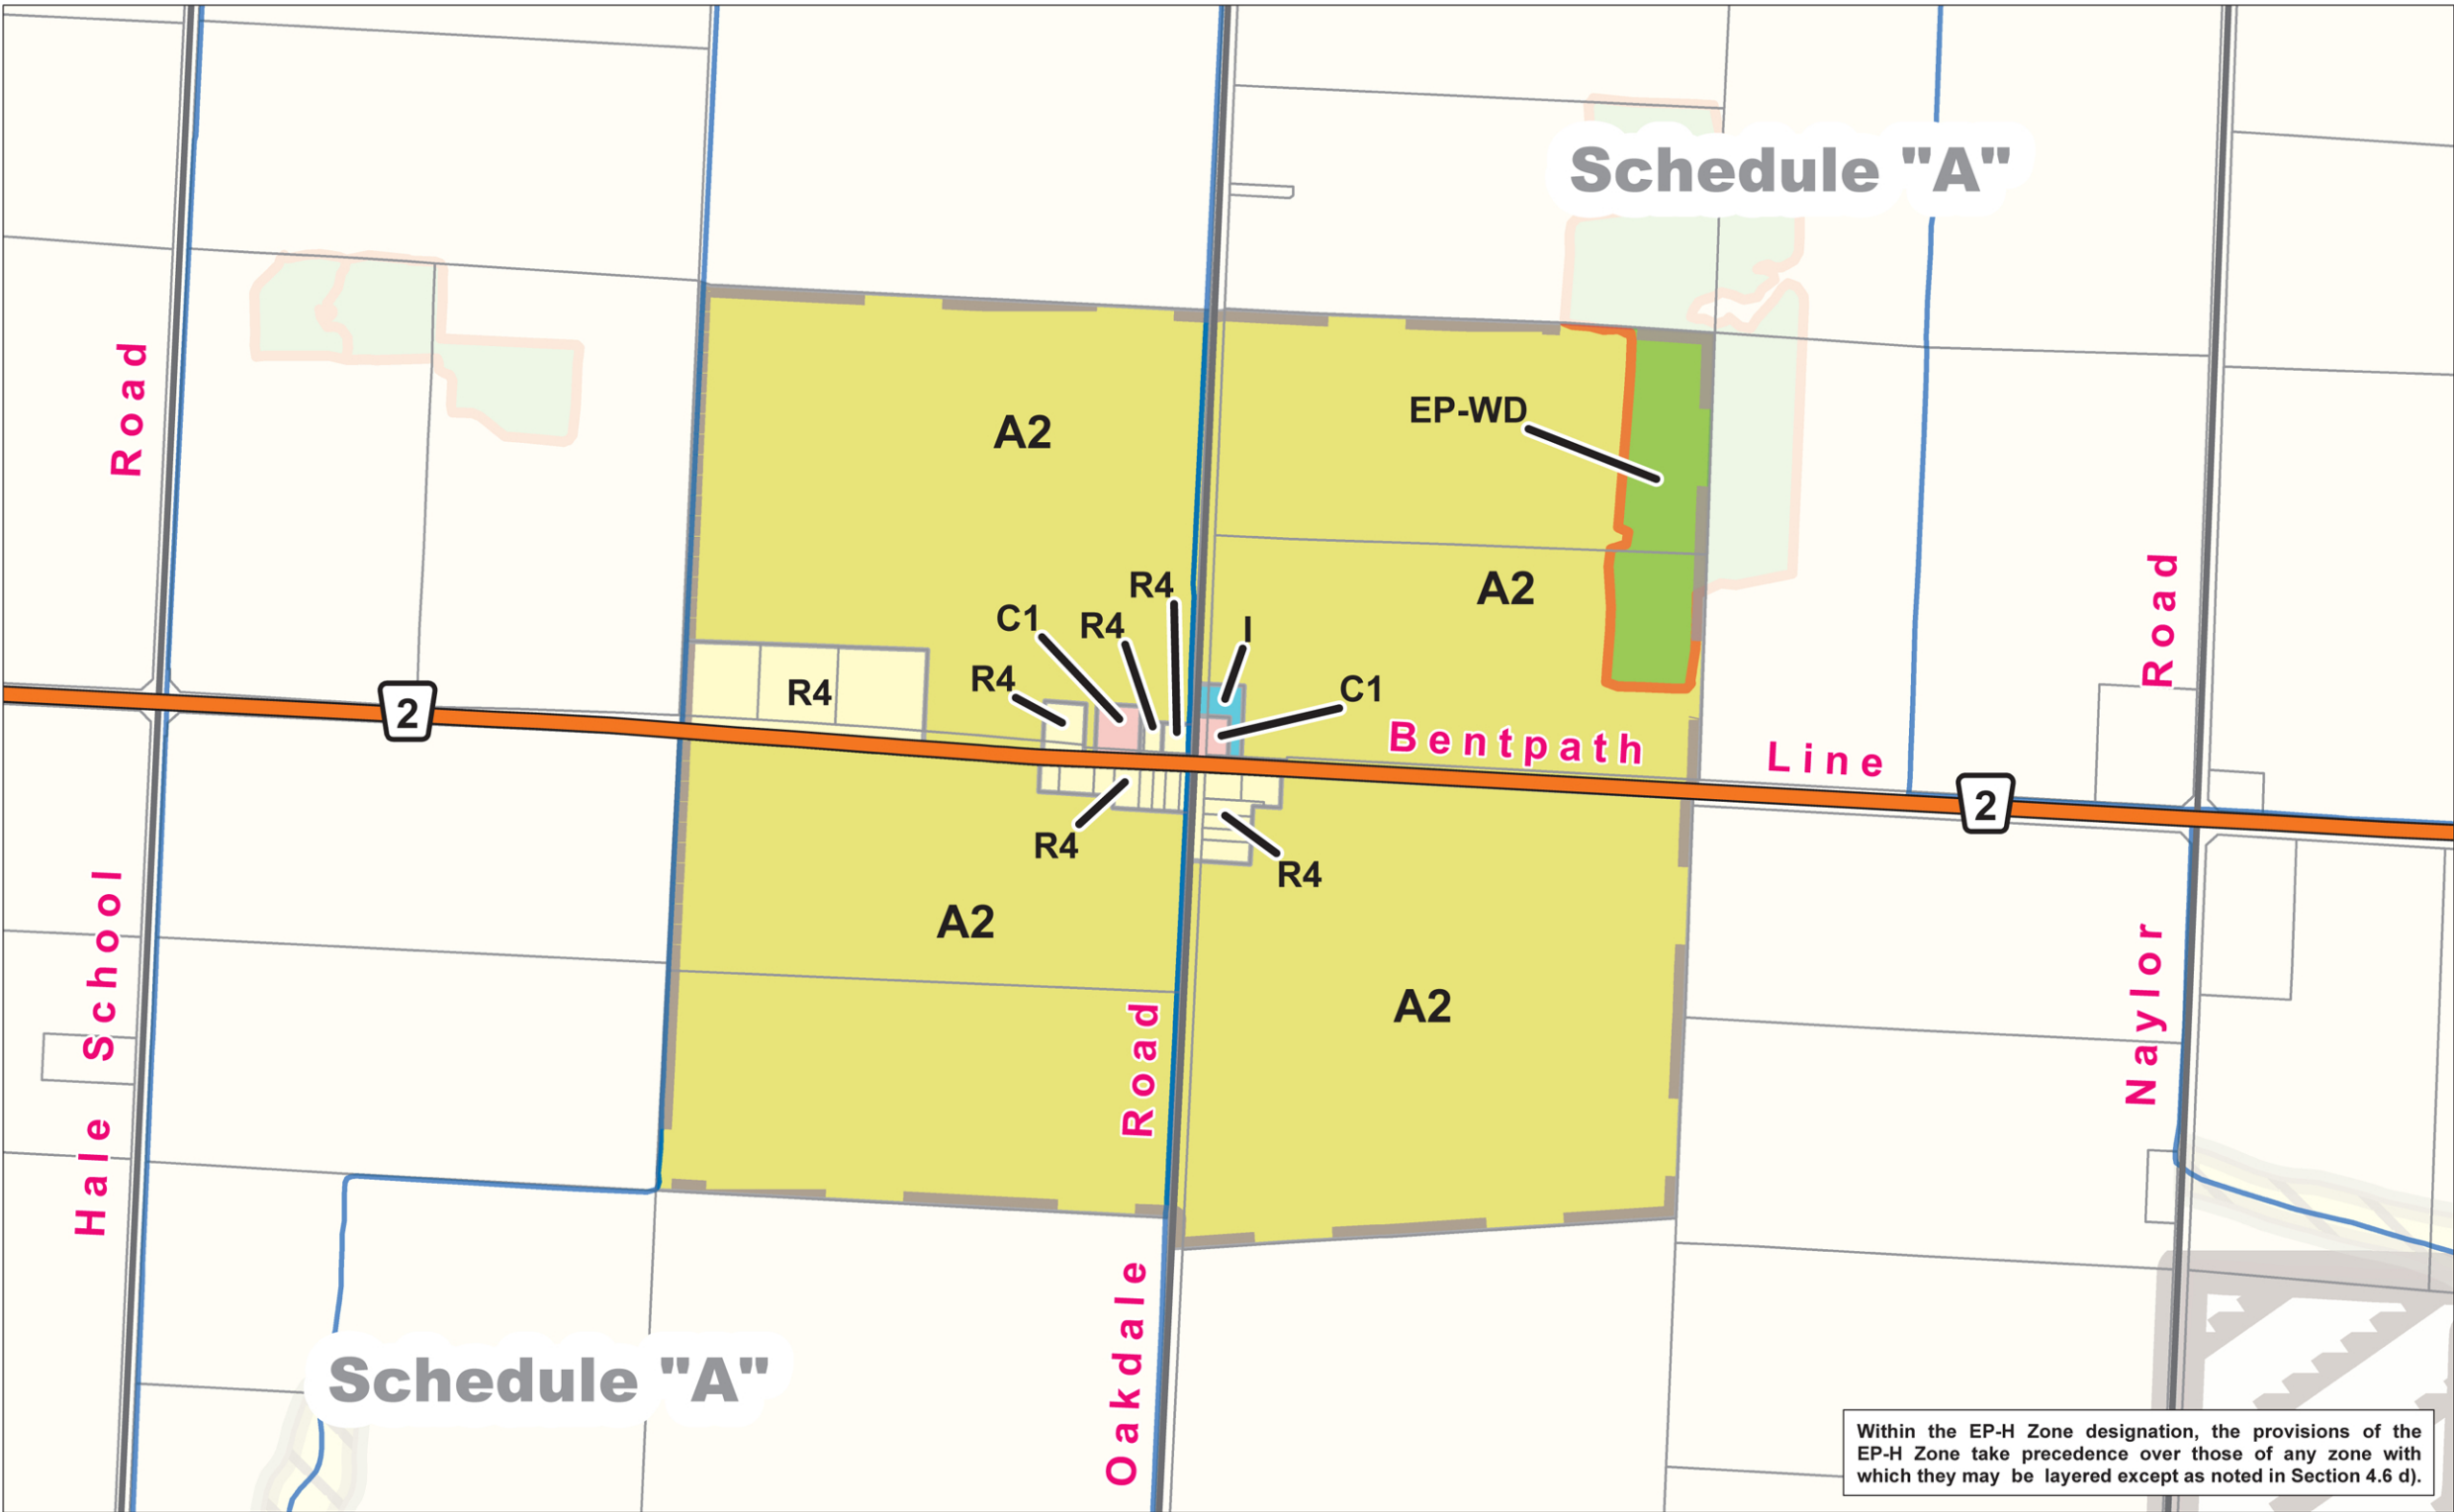 Schedule "A"
Road
EP-WD
A2
R4
A2
Road
C1
R4
I
R4
R4
C1
2
Bentpath
Line
2
R4
R4
Hale School
A2
Naylor
A2
Road
Oakdale
Schedule "A"
Within the EP-H Zone designation, the provisions of the
EP-H Zone take precedence over those of any zone with
which they may be layered except as noted in Section 4.6 d).